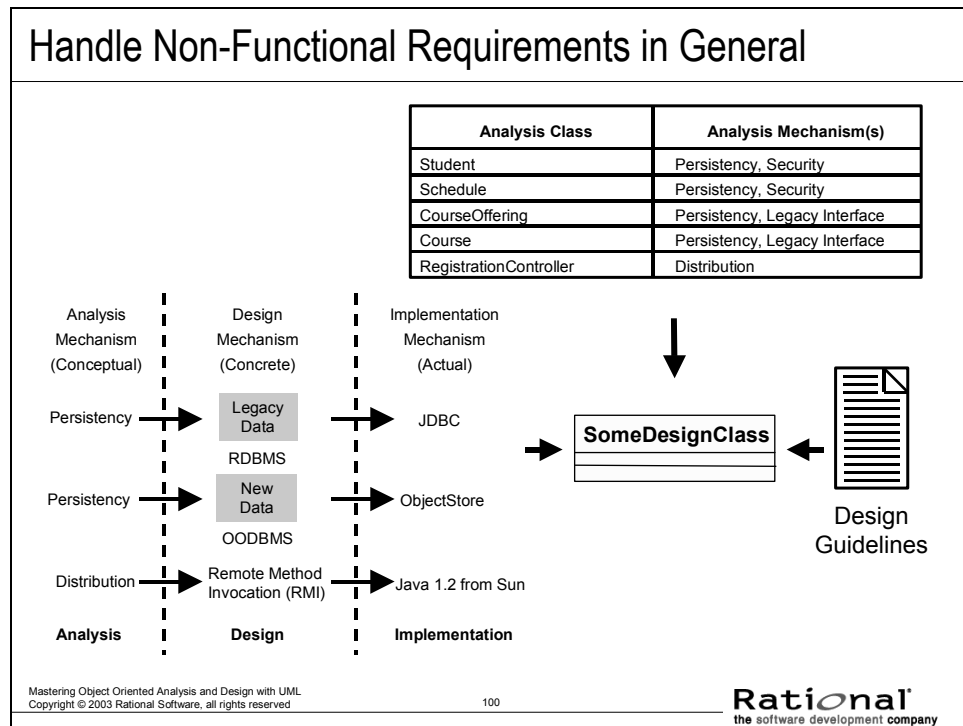 Handle Non-Functional Requirements in General
Analysis Class Analysis Mechanism(s)
Student Persistency, Security
Schedule Persistency, Security
CourseOffering Persistency, Legacy Interface
Course Persistency, Legacy Interface
RegistrationController Distribution
Analysis
Mechanism
(Conceptual)
Design
Mechanism
(Concrete)
Implementation
Mechanism
(Actual)
Persistency
Legacy
Data
RDBMS
JDBC
Persistency
New
Data
OODBMS
ObjectStore
Distribution
Remote Method
Invocation (RMI)
Java 1.2 from Sun
Analysis Design Implementation
SomeDesignClass
Design
Guidelines
Mastering Object Oriented Analysis and Design with UML
Copyright © 2003 Rational Software, all rights reserved
100
Rational
the software development company